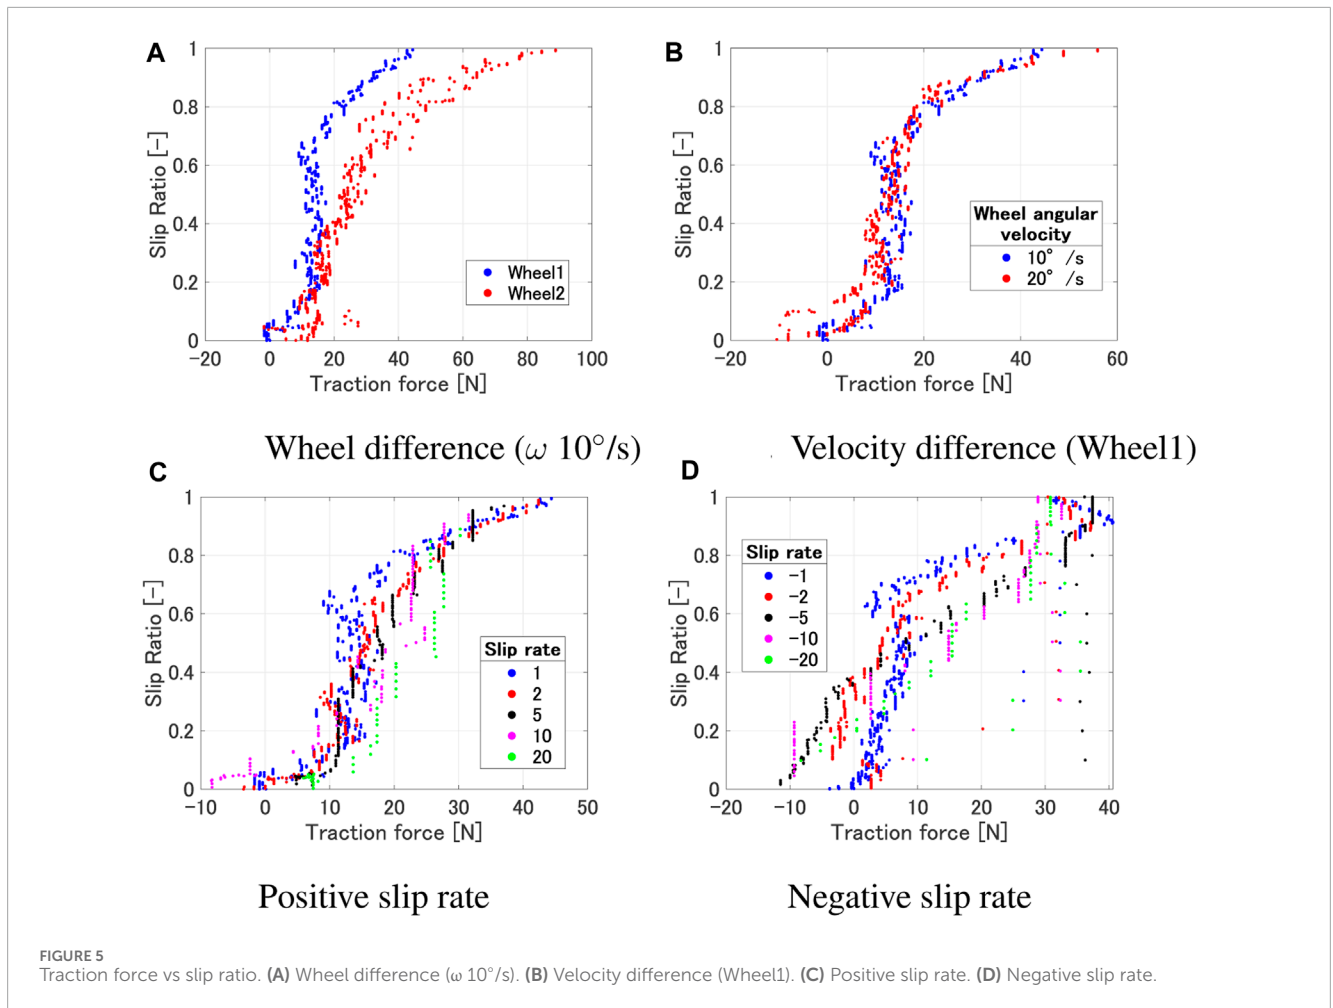 A
1
0.8
0.6
0.4
0.2
0
Slip Ratio [-]
Wheel1
Wheel2
-20
0
20
40
60
80
100
Traction force [N]
Wheel difference (ω 10°/s)
B
1
0.8
0.6
0.4
0.2
0
Slip Ratio [-]
Wheel angular
velocity
10° /s
20° /s
-20
0
20
40
60
Traction force [N]
Velocity difference (Wheel1)
C
1
0.8
0.6
0.4
0.2
0
Slip Ratio [-]
Slip rate
1
2
5
10
20
-10
0
10
20
30
40
50
Traction force [N]
Positive slip rate
D
1
0.8
0.6
0.4
0.2
0
Slip Ratio [-]
Slip rate
-1
-2
-5
-10
-20
-20
-10
0
10
20
30
40
Traction force [N]
Negative slip rate
FIGURE 5
Traction force vs slip ratio. (A) Wheel difference (ω 10°/s). (B) Velocity difference (Wheel1). (C) Positive slip rate. (D) Negative slip rate.